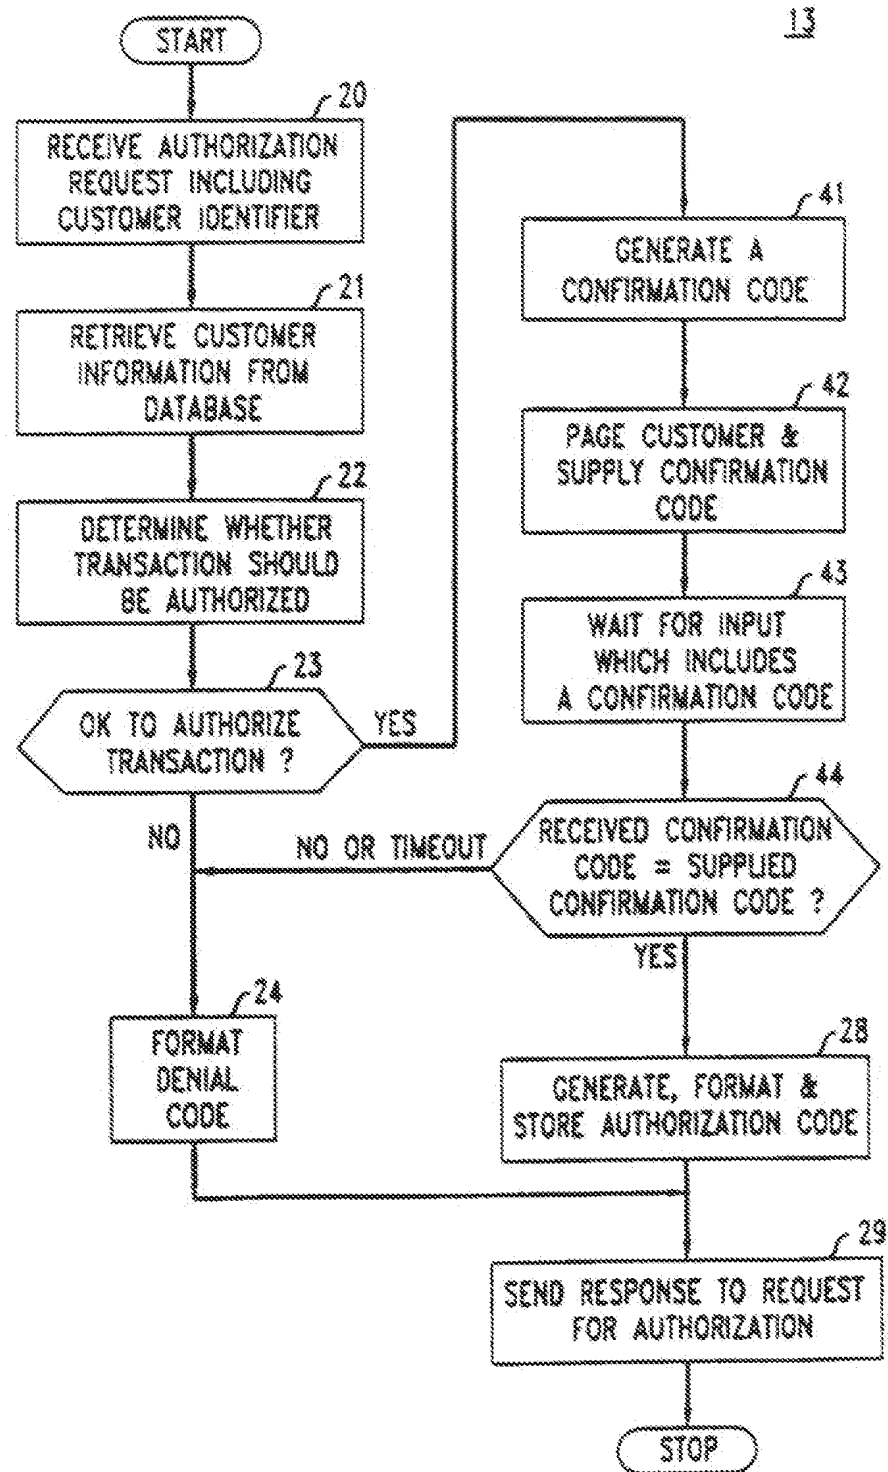 13
START
20
RECEIVE AUTHORIZATION
REQUEST INCLUDING
CUSTOMER IDENTIFIER
21
RETRIEVE CUSTOMER
INFORMATION FROM
DATABASE
22
DETERMINE WHETHER
TRANSACTION SHOULD
BE AUTHORIZED
23
OK TO AUTHORIZE
TRANSACTION ?
YES
NO
24
FORMAT
DENIAL
CODE
41
GENERATE A
CONFIRMATION CODE
42
PAGE CUSTOMER &
SUPPLY CONFIRMATION
CODE
43
WAIT FOR INPUT
WHICH INCLUDES
A CONFIRMATION CODE
44
RECEIVED CONFIRMATION
CODE = SUPPLIED
CONFIRMATION CODE ?
NO OR TIMEOUT
YES
28
GENERATE, FORMAT &
STORE AUTHORIZATION CODE
29
SEND RESPONSE TO REQUEST
FOR AUTHORIZATION
STOP